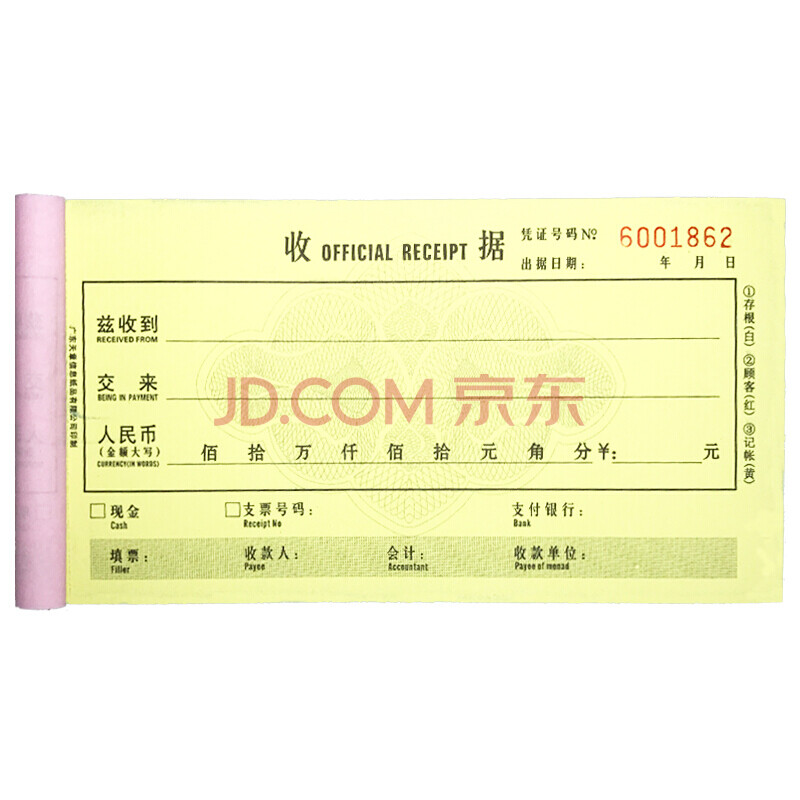 收 OFFICIAL RECEIPT 据
凭证号码№ 6001862
出据日期： 年 月 日
兹收到
RECEIVED FROM
交来
BEING IN PAYMENT
人民币
(金额大写)
CURRENCY(IN WORDS)
佰 拾 万 仟 佰 拾 元 角 分 ￥: 元
现金
Cash
支票号码：
Receipt No
支付银行：
Bank
填票：
Filler
收款人：
Payee
会计：
Accountant
收款单位：
Payee of menad
①存根(白) ②顾客(红) ③记帐(黄)
JD.COM 京东